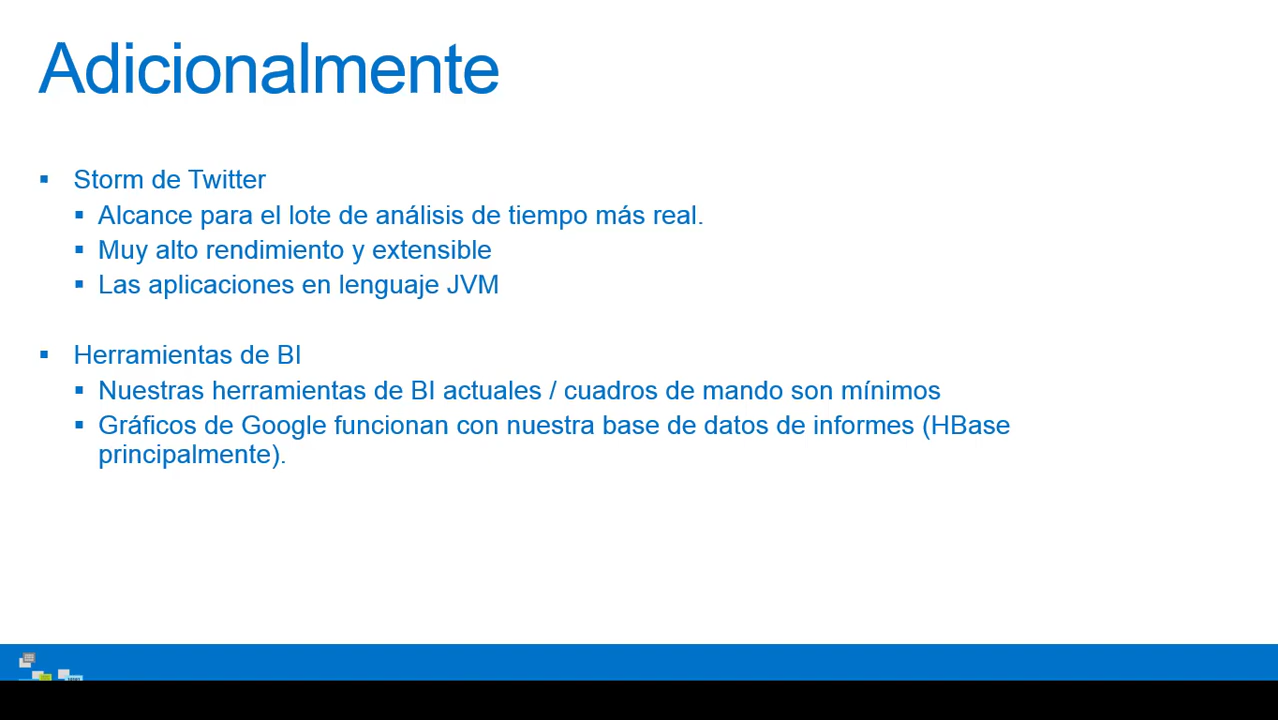 Adicionalmente
▪ Storm de Twitter
▪ Alcance para el lote de análisis de tiempo más real.
▪ Muy alto rendimiento y extensible
▪ Las aplicaciones en lenguaje JVM
▪ Herramientas de BI
▪ Nuestras herramientas de BI actuales / cuadros de mando son mínimos
▪ Gráficos de Google funcionan con nuestra base de datos de informes (HBase
principalmente).